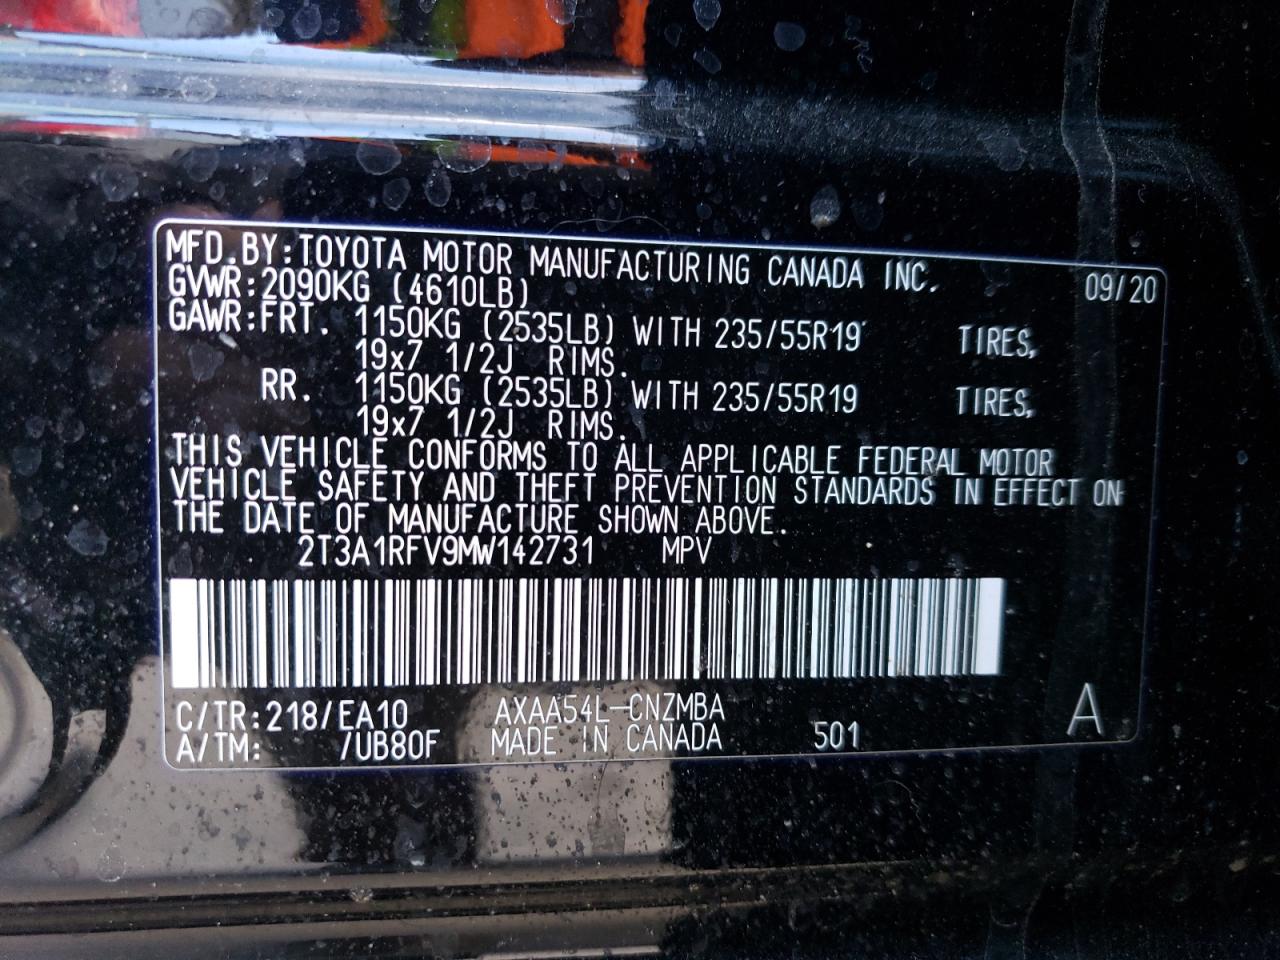 MFD.BY:TOYOTA MOTOR MANUFACTURING CANADA INC. 09/20
GVWR:2090KG (4610LB)
GAWR:FRT. 1150KG (2535LB) WITH 235/55R19 TIRES,
19x7 1/2J RIMS.
RR. 1150KG (2535LB) WITH 235/55R19 TIRES,
19x7 1/2J RIMS.
THIS VEHICLE CONFORMS TO ALL APPLICABLE FEDERAL MOTOR
VEHICLE SAFETY AND THEFT PREVENTION STANDARDS IN EFFECT ON
THE DATE OF MANUFACTURE SHOWN ABOVE.
2T3A1RFV9MW142731 MPV
C/TR:218/EA10 AXAA54L-CNZMBA A
A/TM: /UB80F MADE IN CANADA 501